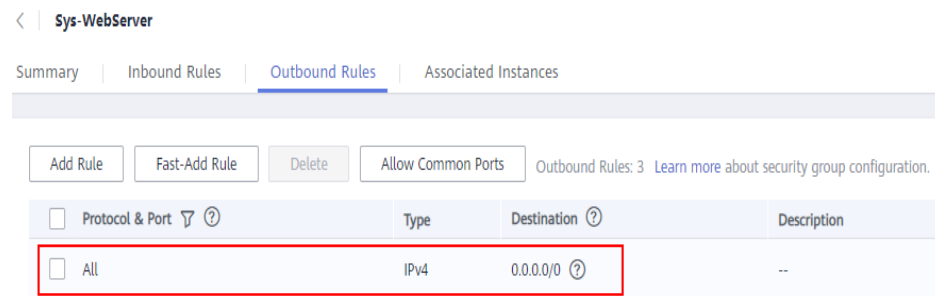 Sys-WebServer
Summary Inbound Rules Outbound Rules Associated Instances
Add Rule Fast-Add Rule Delete Allow Common Ports Outbound Rules: 3 Learn more about security group configuration.
Protocol & Port Type Destination Description
All IPv4 0.0.0.0/0 --